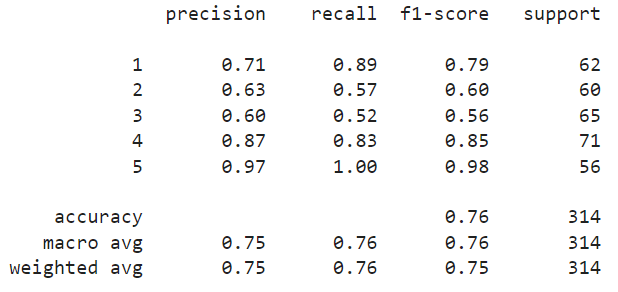 precision recall f1-score support
1 0.71 0.89 0.79 62
2 0.63 0.57 0.60 60
3 0.60 0.52 0.56 65
4 0.87 0.83 0.85 71
5 0.97 1.00 0.98 56
accuracy 0.76 314
macro avg 0.75 0.76 0.76 314
weighted avg 0.75 0.76 0.75 314